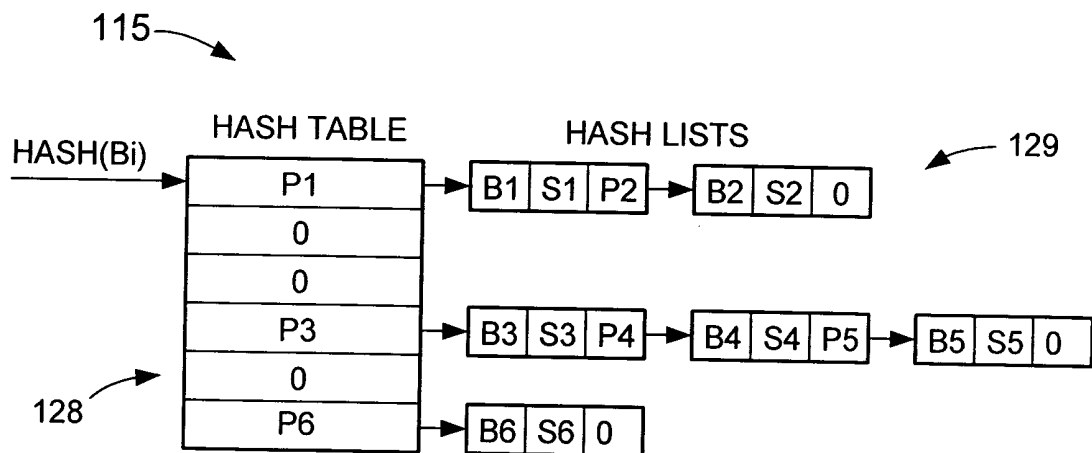 115
HASH TABLE
HASH LISTS
129
HASH(Bi)
P1
B1 S1 P2
B2 S2 0
0
0
P3
B3 S3 P4
B4 S4 P5
B5 S5 0
0
128
P6
B6 S6 0